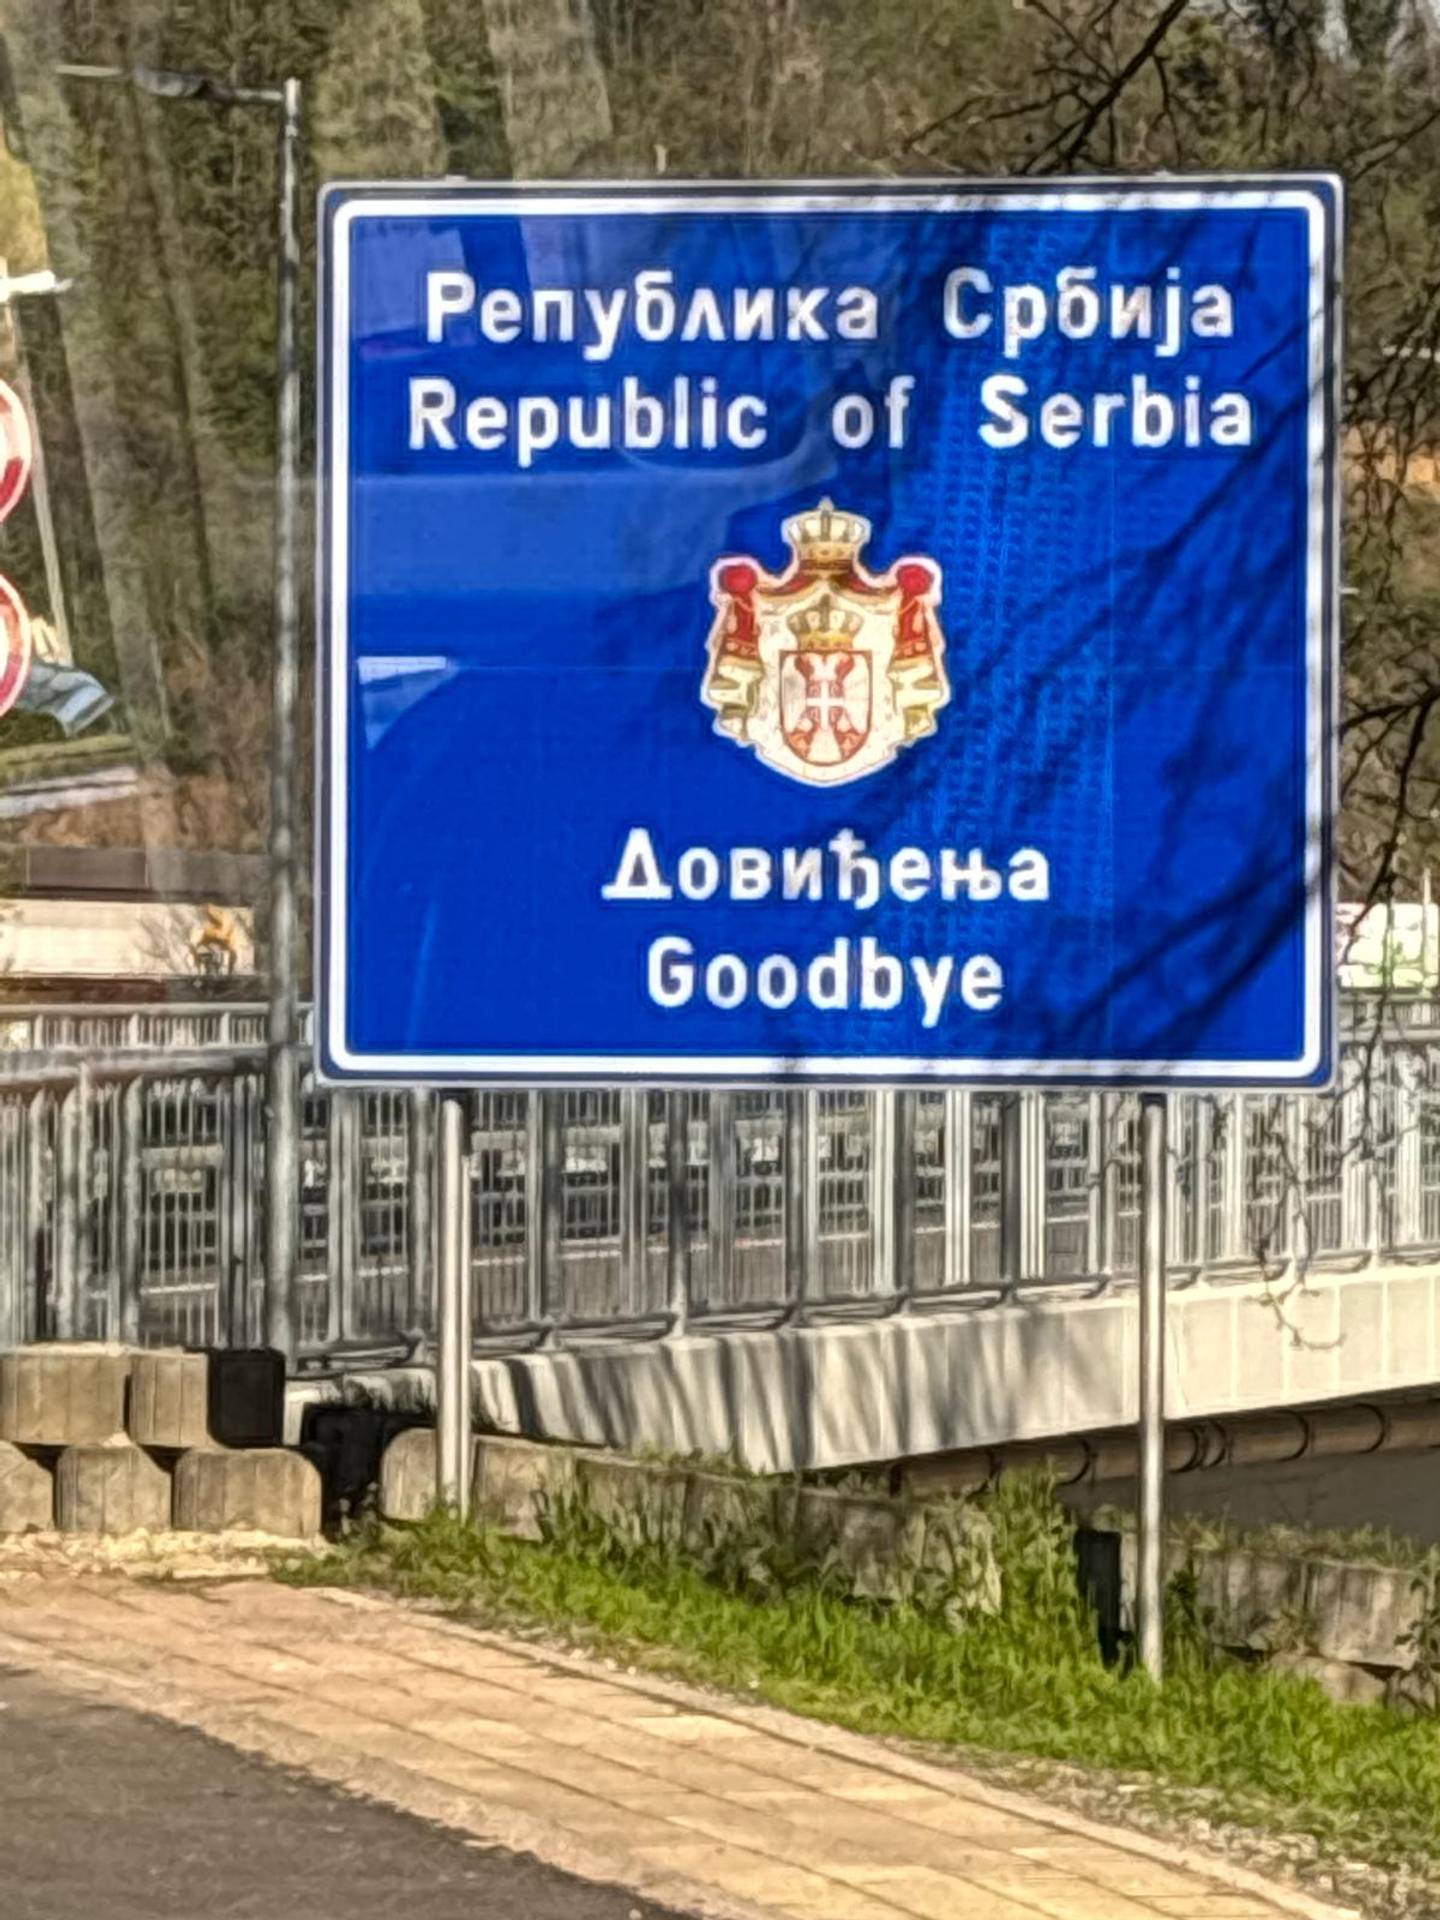 Република Србија
Republic of Serbia
Довиђења
Goodbye